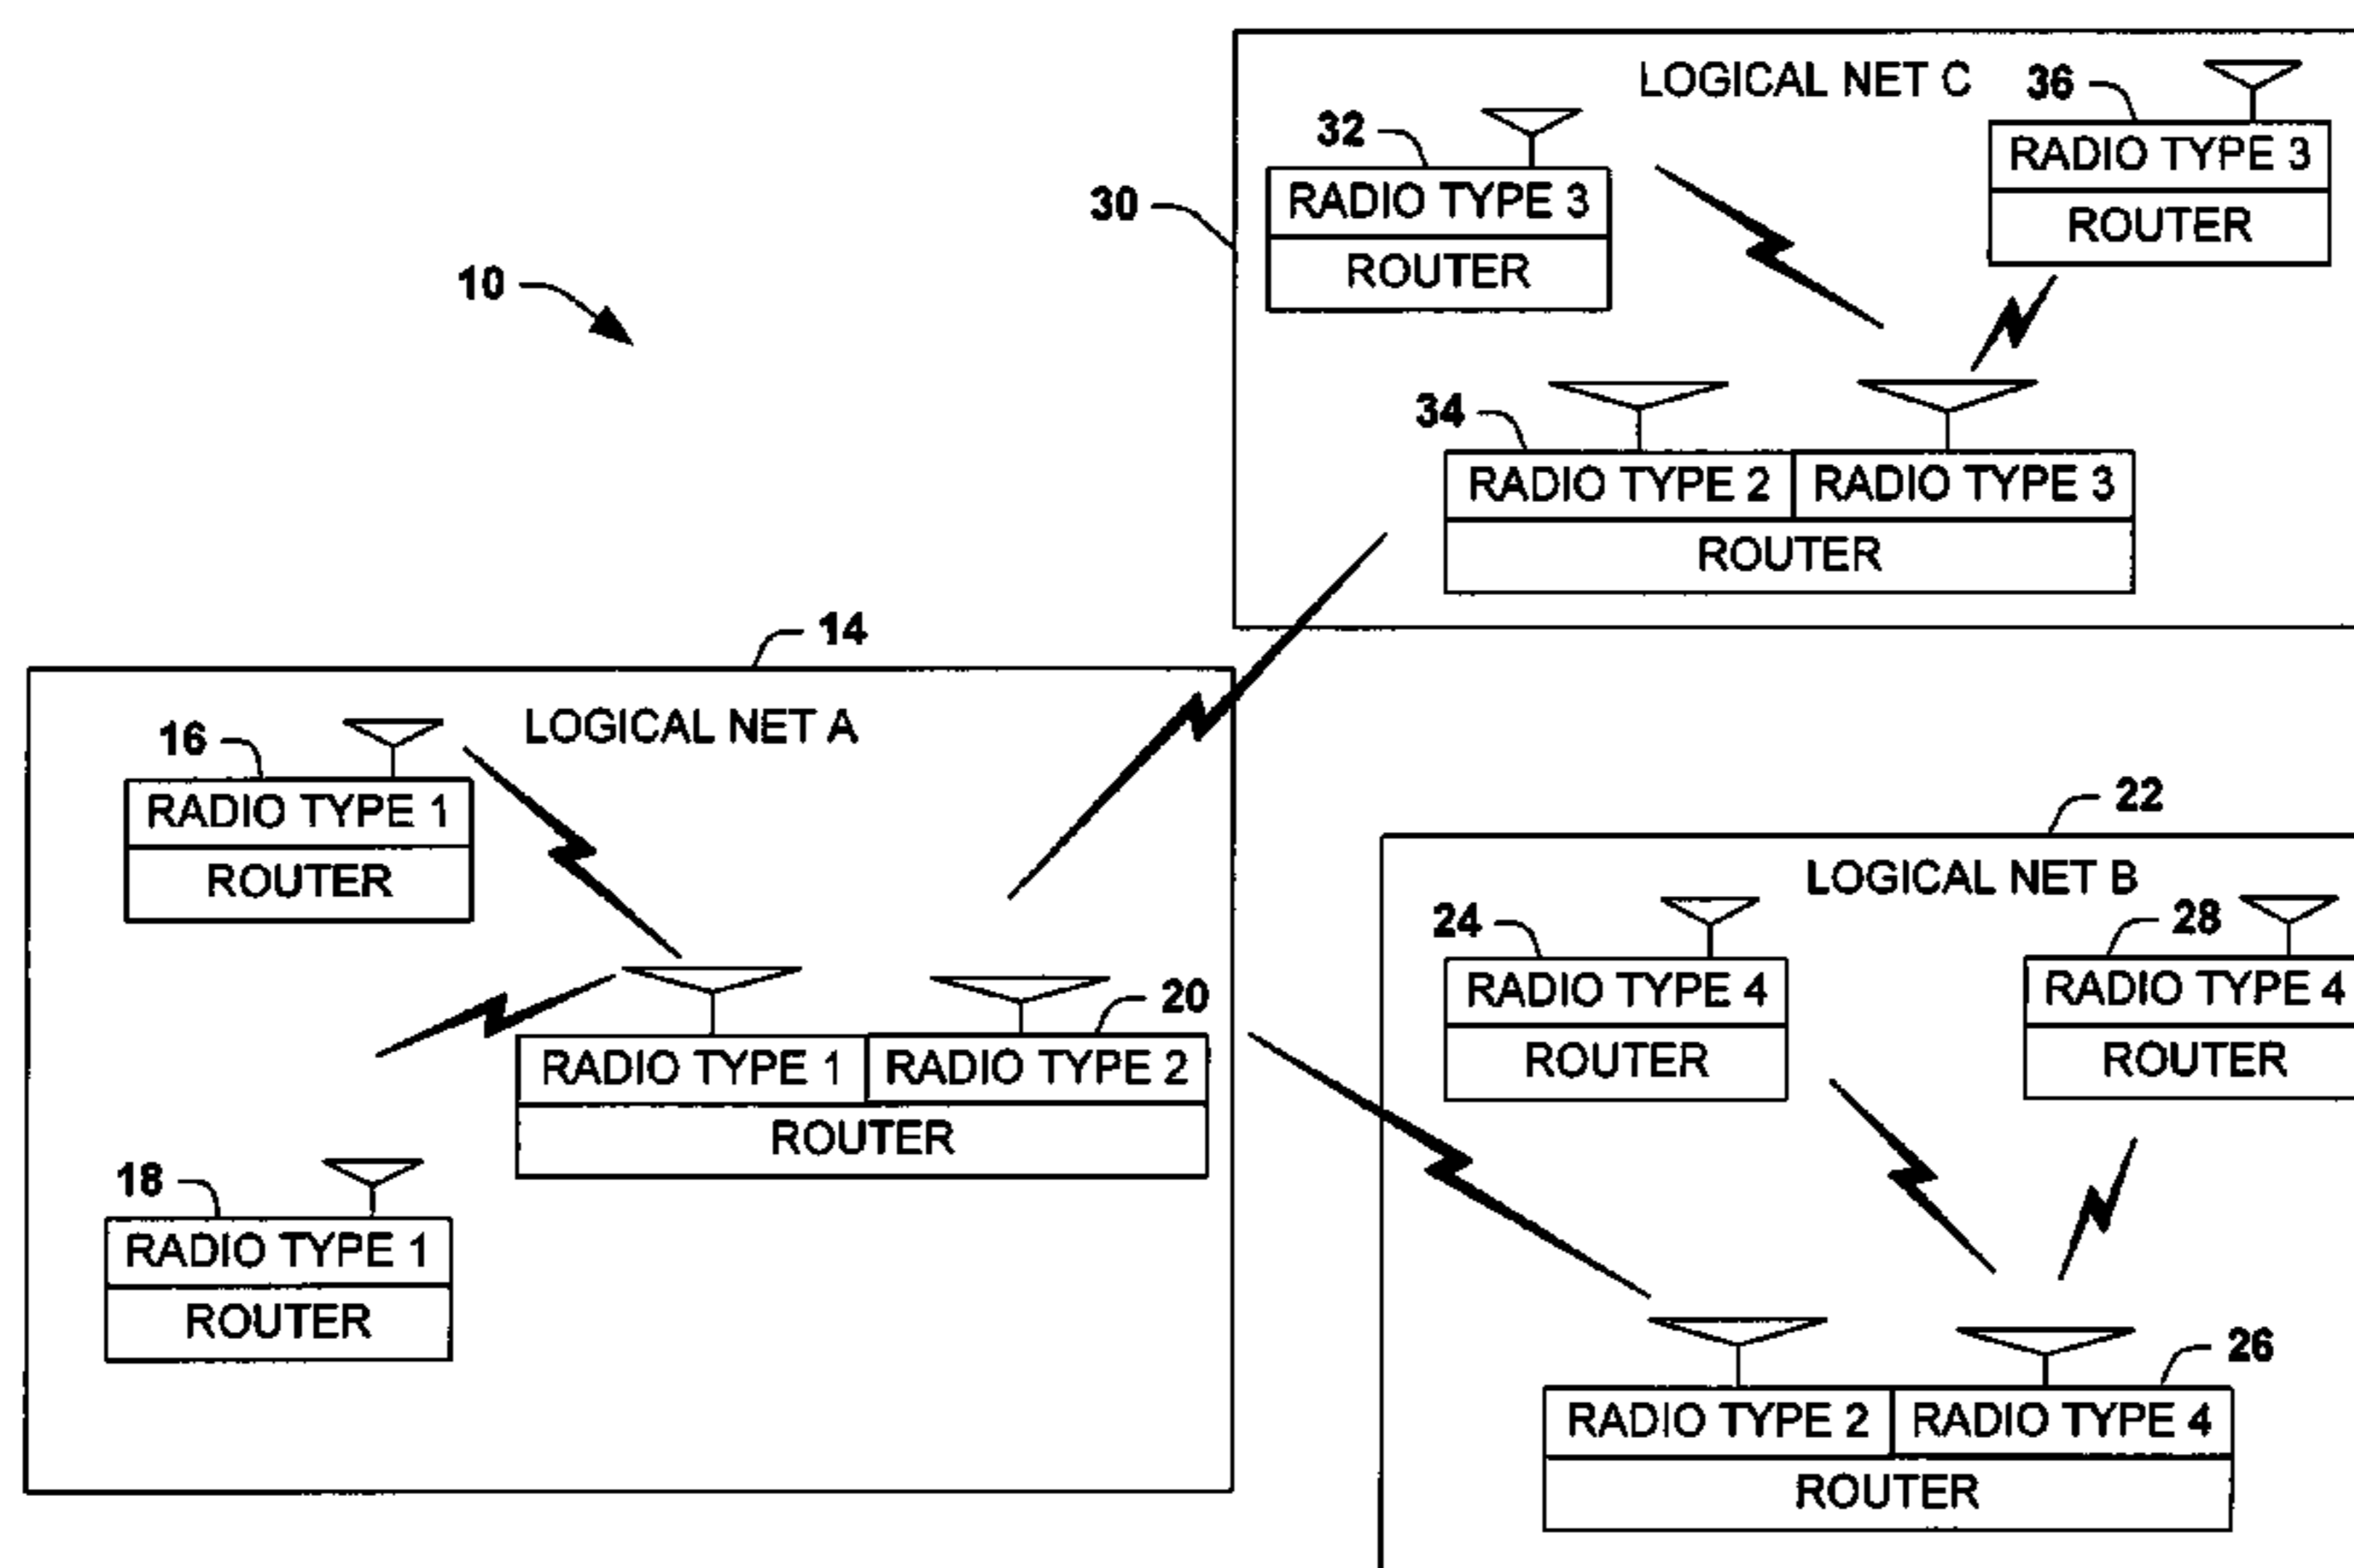 LOGICAL NET C
36
32
RADIO TYPE 3
ROUTER
RADIO TYPE 3
ROUTER
30
10
34
RADIO TYPE 2
RADIO TYPE 3
ROUTER
14
LOGICAL NET A
16
RADIO TYPE 1
ROUTER
20
RADIO TYPE 1
RADIO TYPE 2
ROUTER
18
RADIO TYPE 1
ROUTER
22
LOGICAL NET B
24
28
RADIO TYPE 4
ROUTER
RADIO TYPE 4
ROUTER
26
RADIO TYPE 2
RADIO TYPE 4
ROUTER